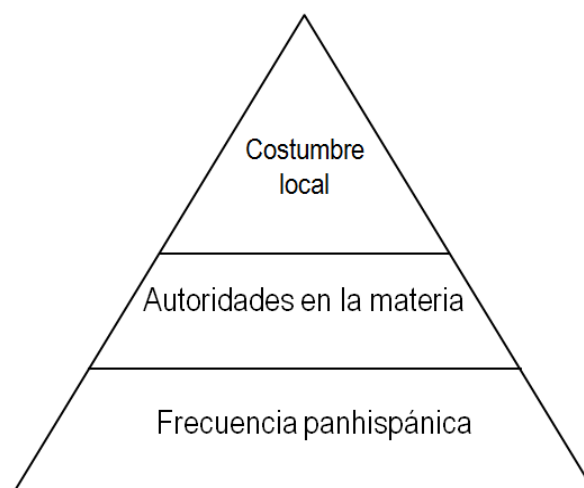 Costumbre
local
Autoridades en la materia
Frecuencia panhispánica